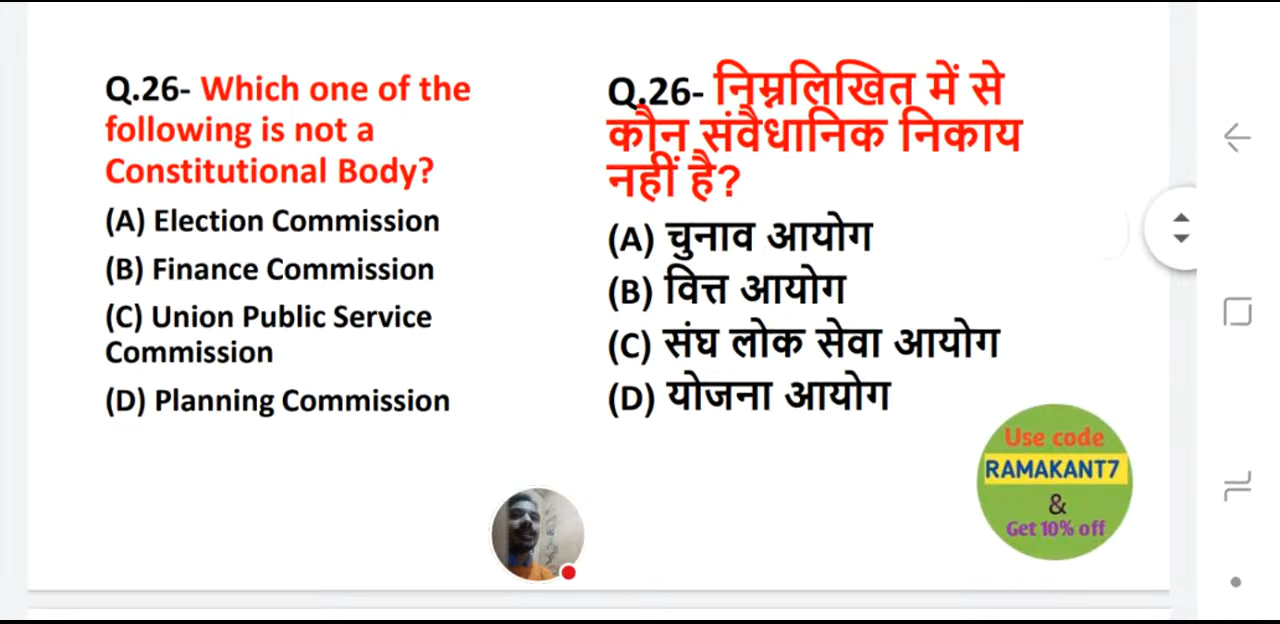 Q.26- Which one of the
following is not a
Constitutional Body?
(A) Election Commission
(B) Finance Commission
(C) Union Public Service
Commission
(D) Planning Commission
Q.26- निम्नलिखित में से
कौन संवैधानिक निकाय
नहीं है?
(A) चुनाव आयोग
(B) वित्त आयोग
(C) संघ लोक सेवा आयोग
(D) योजना आयोग
Use code
RAMAKANT7
&
Get 10% off